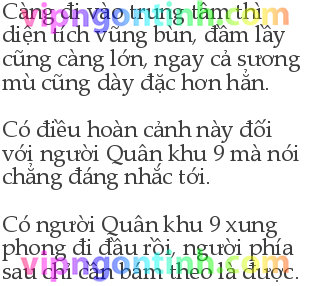 Càng đi vào trung tâm thì
diện tích vũng bùn, đầm lầy
cũng càng lớn, ngay cả sương
mù cũng dày đặc hơn hẳn.
Có điều hoàn cảnh này đối
với người Quân khu 9 mà nói
chẳng đáng nhắc tới.
Có người Quân khu 9 xung
phong đi đầu rồi, người phía
sau chỉ cần bám theo là được.
vipngontinh.com
vipngontinh.com